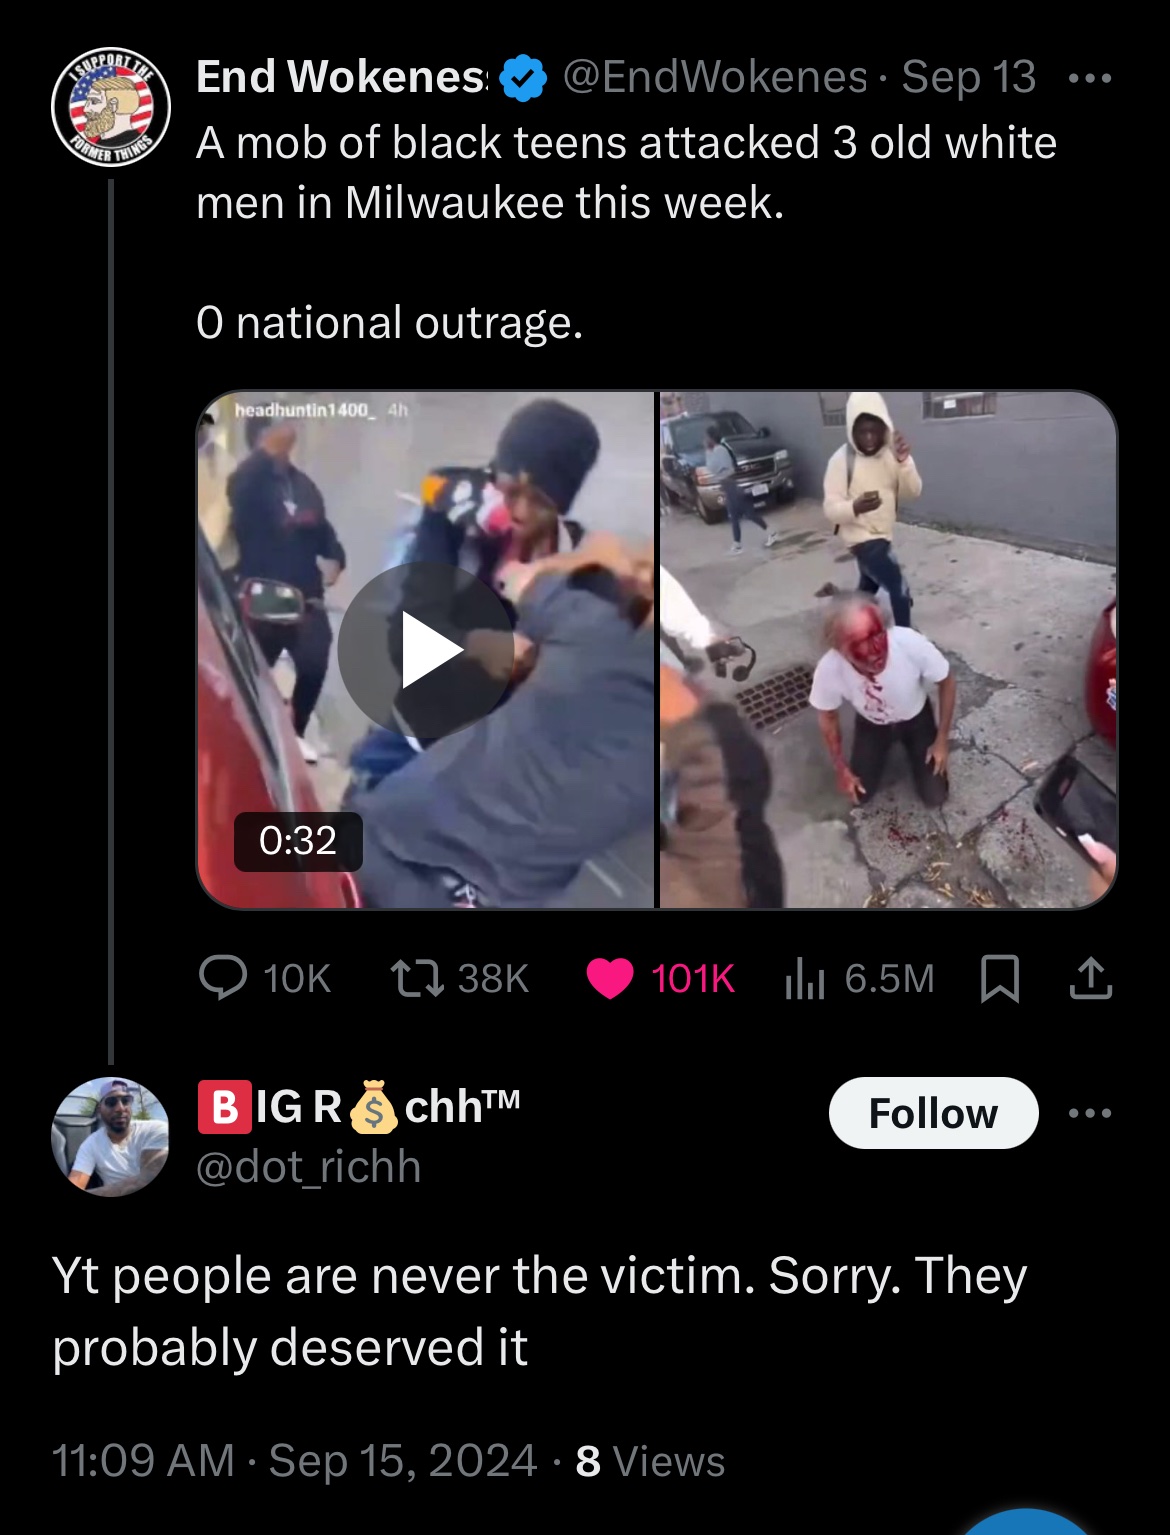 I SUPPORT THE
FORMER THINGS
End Wokeness @EndWokenes · Sep 13
A mob of black teens attacked 3 old white
men in Milwaukee this week.
0 national outrage.
headhuntin1400_ 4h
0:32
10K 38K 101K 6.5M
🅱️IG R💰chh™
@dot_richh
Follow
Yt people are never the victim. Sorry. They
probably deserved it
11:09 AM · Sep 15, 2024 · 8 Views